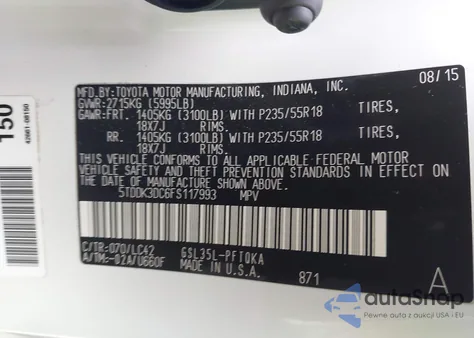 MFD.BY:TOYOTA MOTOR MANUFACTURING, INDIANA, INC. 08/15
GVWR:2715KG (5995LB)
GAWR:FRT. 1405KG (3100LB) WITH P235/55R18 TIRES,
18X7J RIMS.
RR. 1405KG (3100LB) WITH P235/55R18 TIRES,
18X7J RIMS.
THIS VEHICLE CONFORMS TO ALL APPLICABLE FEDERAL MOTOR
VEHICLE SAFETY AND THEFT PREVENTION STANDARDS IN EFFECT
ON THE DATE OF MANUFACTURE SHOWN ABOVE.
5TDDK3DC6FS117993 MPV
C/TR:070/LC42 GSL35L-PFTQKA
A/TM:-02A/U660F MADE IN U.S.A. 871 A
150
42661-08150
autoSnap
Pewne auta z aukcji USA i EU